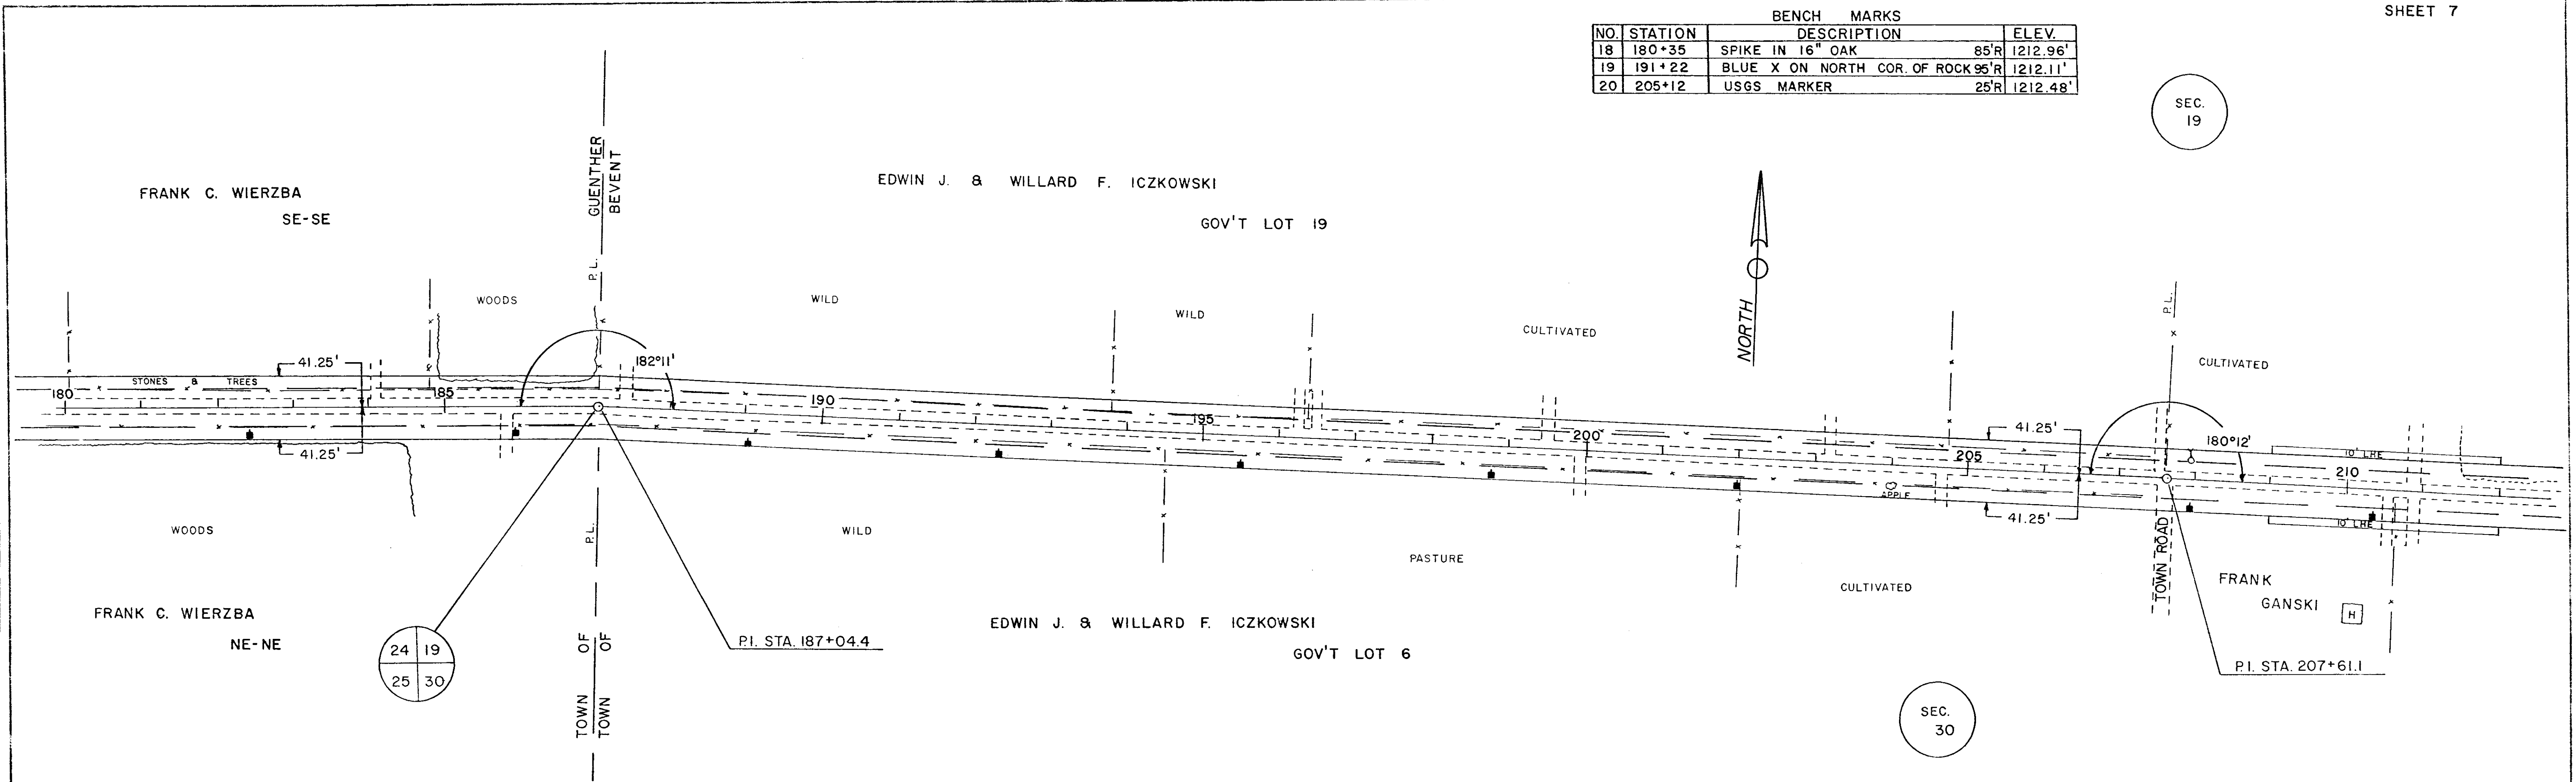 SHEET 7
BENCH MARKS
NO. STATION DESCRIPTION ELEV.
18 180+35 SPIKE IN 16" OAK 85'R 1212.96'
19 191+22 BLUE X ON NORTH COR. OF ROCK 95'R 1212.11'
20 205+12 USGS MARKER 25'R 1212.48'
SEC.
19
FRANK C. WIERZBA
SE-SE
GUENTHER
BEVENT
P.L.
EDWIN J. & WILLARD F. ICZKOWSKI
GOV'T LOT 19
NORTH
WOODS
WILD
WILD
CULTIVATED
P.L.
CULTIVATED
41.25'
182°11'
STONES & TREES
180
185
190
195
200
205
210
41.25'
41.25'
180°12'
10' LHE
APPLE
41.25'
10' LHE
WOODS
P.L.
WILD
PASTURE
CULTIVATED
TOWN ROAD
FRANK
GANSKI
H
FRANK C. WIERZBA
NE-NE
24 19
25 30
TOWN OF
TOWN OF
P.I. STA. 187+04.4
EDWIN J. & WILLARD F. ICZKOWSKI
GOV'T LOT 6
P.I. STA. 207+61.1
SEC.
30